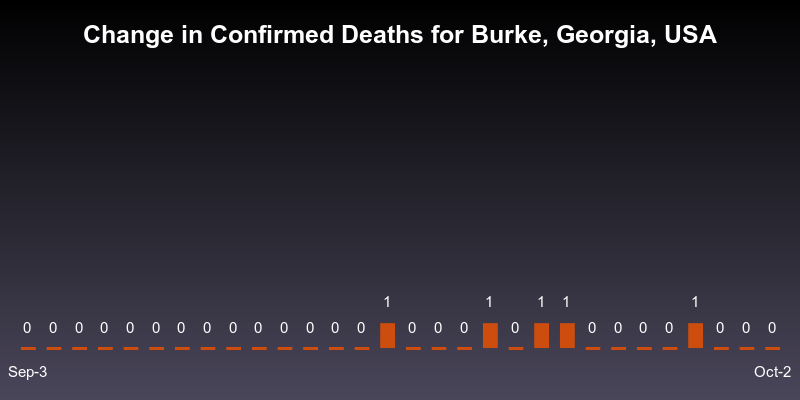 Change in Confirmed Deaths for Burke, Georgia, USA
1 1 1 1 1
0 0 0 0 0 0 0 0 0 0 0 0 0 0 0 0 0 0 0 0 0 0 0 0 0
Sep-3 Oct-2